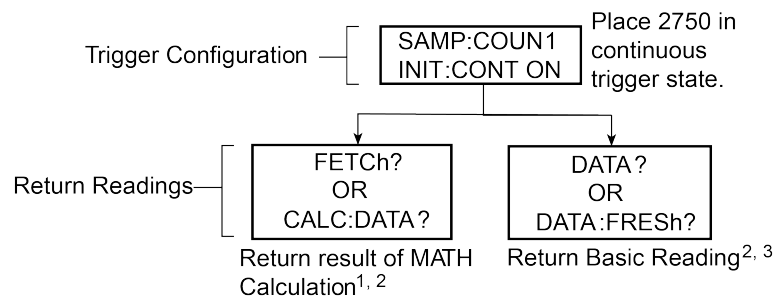 Trigger Configuration
SAMP:COUN1
INIT:CONT ON
Place 2750 in
continuous
trigger state.
Return Readings
FETCh?
OR
CALC:DATA?
Return result of MATH
Calculation1, 2
DATA?
OR
DATA:FRESh?
Return Basic Reading2, 3